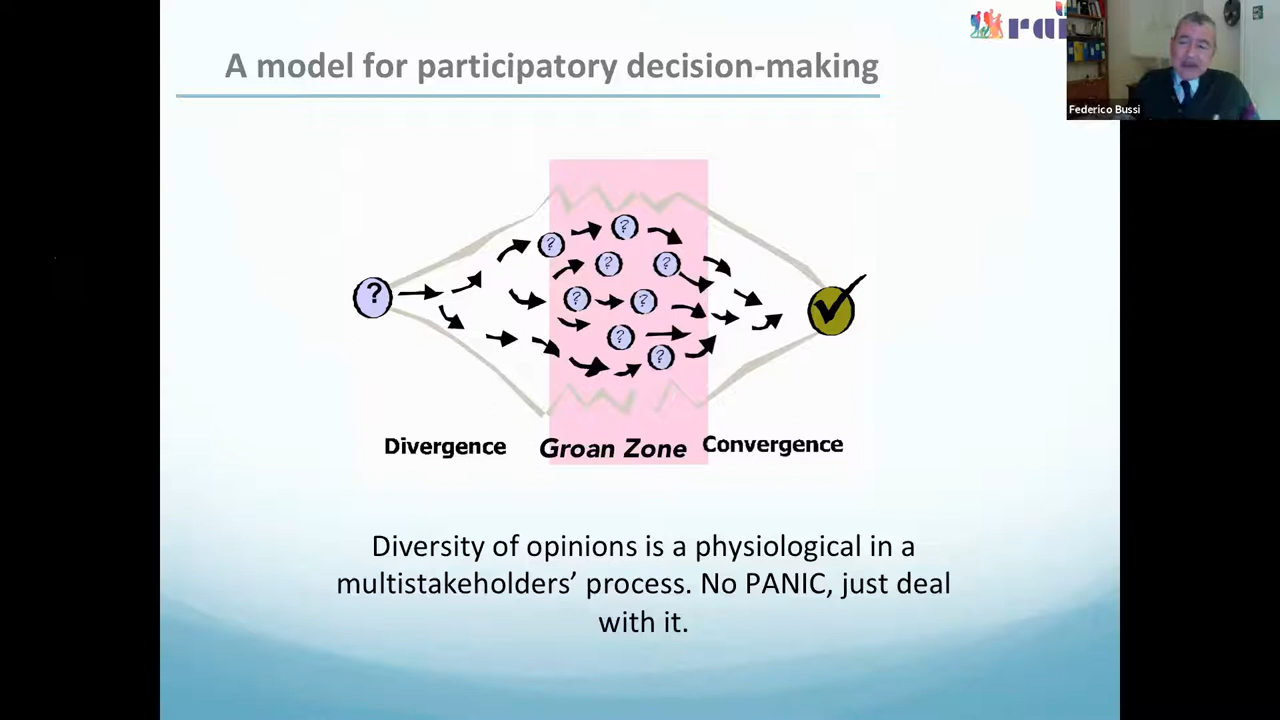 A model for participatory decision-making
rai
Federico Bussi
?
?
?
?
?
?
?
?
?
Divergence
Groan Zone
Convergence
Diversity of opinions is a physiological in a
multistakeholders’ process. No PANIC, just deal
with it.